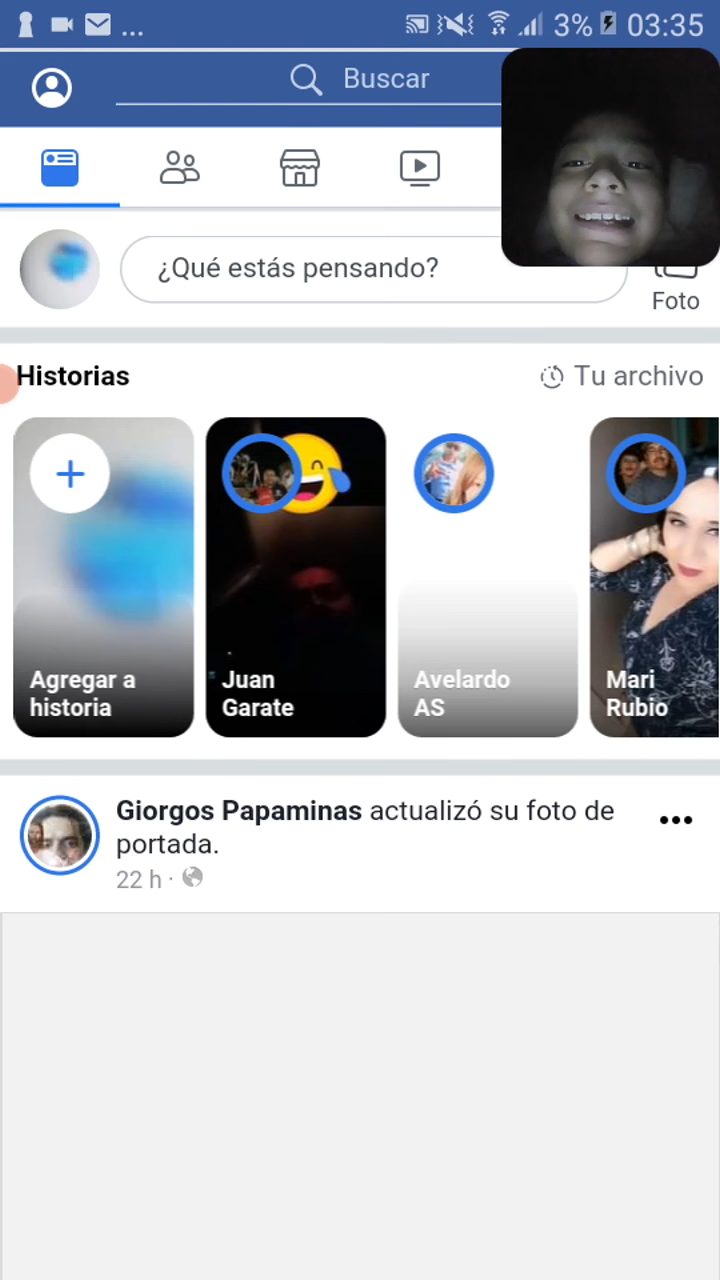 ... 3% 03:35
Buscar
¿Qué estás pensando?
Foto
Historias
Tu archivo
Agregar a
historia
Juan
Garate
Avelardo
AS
Mari
Rubio
Giorgos Papaminas actualizó su foto de
portada.
22 h ·